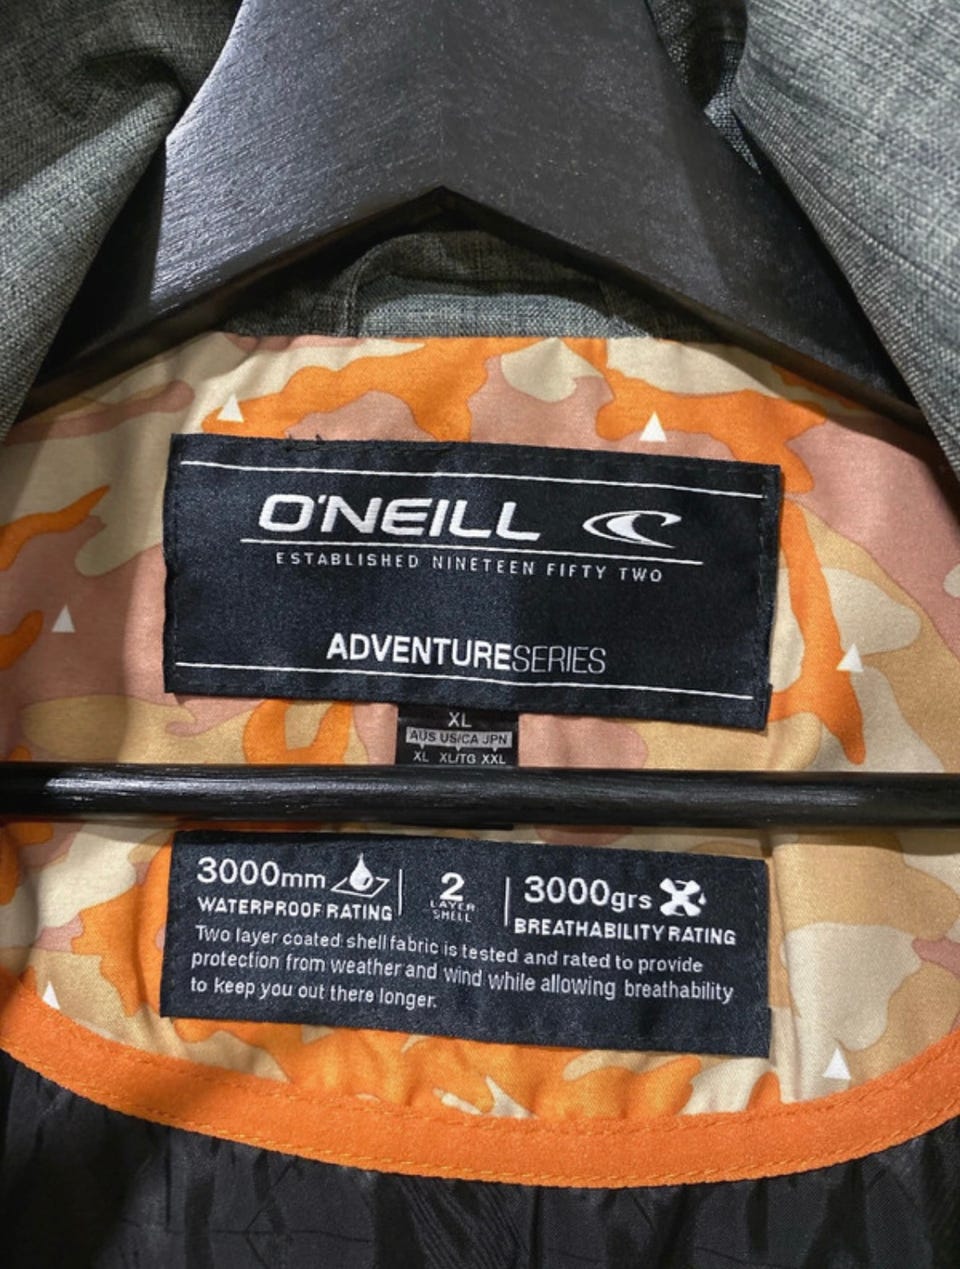 O'NEILL
ESTABLISHED NINETEEN FIFTY TWO
ADVENTURESERIES
XL
AUS US/CA JPN
XL XL/TG XXL
3000mm
WATERPROOF RATING
2
LAYER
SHELL
3000grs
BREATHABILITY RATING
Two layer coated shell fabric is tested and rated to provide
protection from weather and wind while allowing breathability
to keep you out there longer.